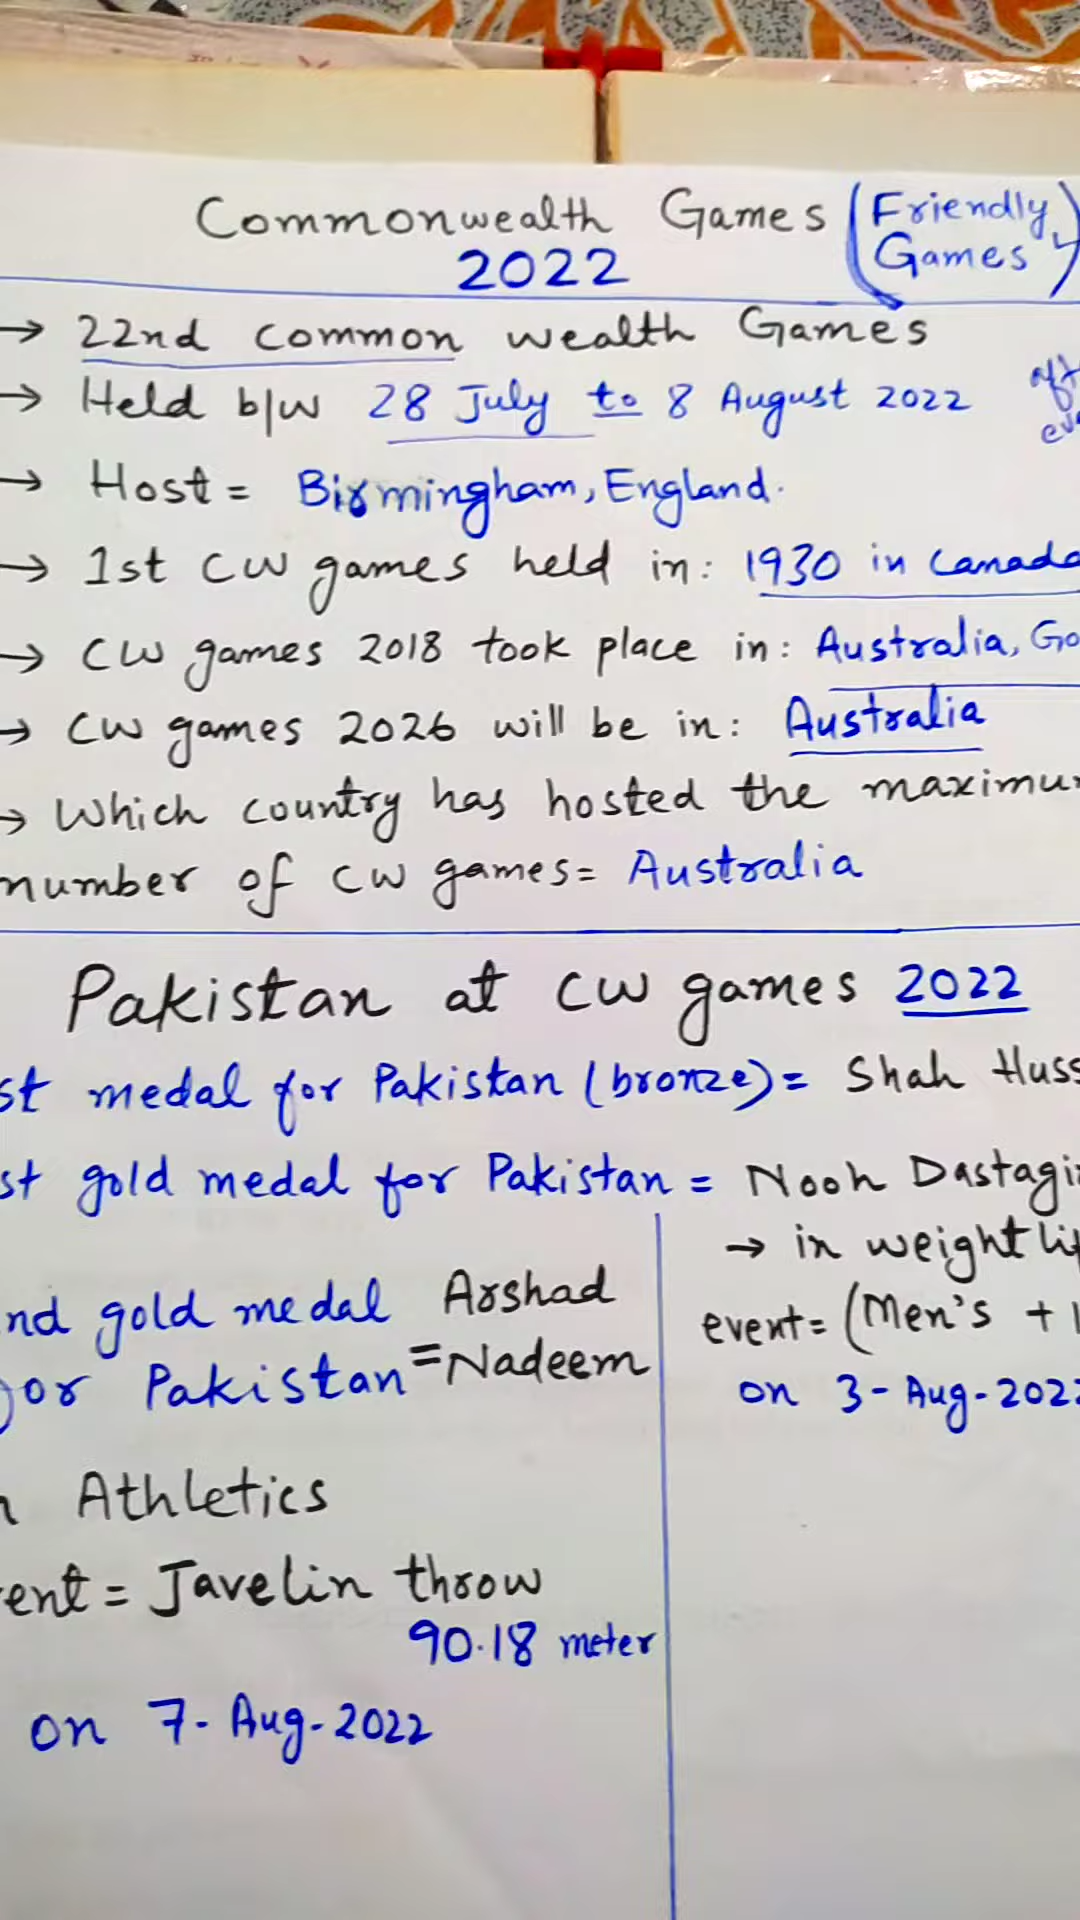 Commonwealth Games (Friendly
2022 Games)
→ 22nd common wealth Games
→ Held b/w 28 July to 8 August 2022
→ Host = Birmingham, England.
→ 1st CW games held in: 1930 in Canada
→ CW games 2018 took place in: Australia, Go
→ CW games 2026 will be in: Australia
→ Which country has hosted the maximum
number of CW games = Australia
Pakistan at CW games 2022
st medal for Pakistan (bronze) = Shah Huss
st gold medal for Pakistan = Nooh Dastagi
→ in weight lif
event = (Men's + 1
on 3-Aug-2022
nd gold medal Arshad
for Pakistan = Nadeem
n Athletics
ent = Javelin throw
90.18 meter
on 7-Aug-2022